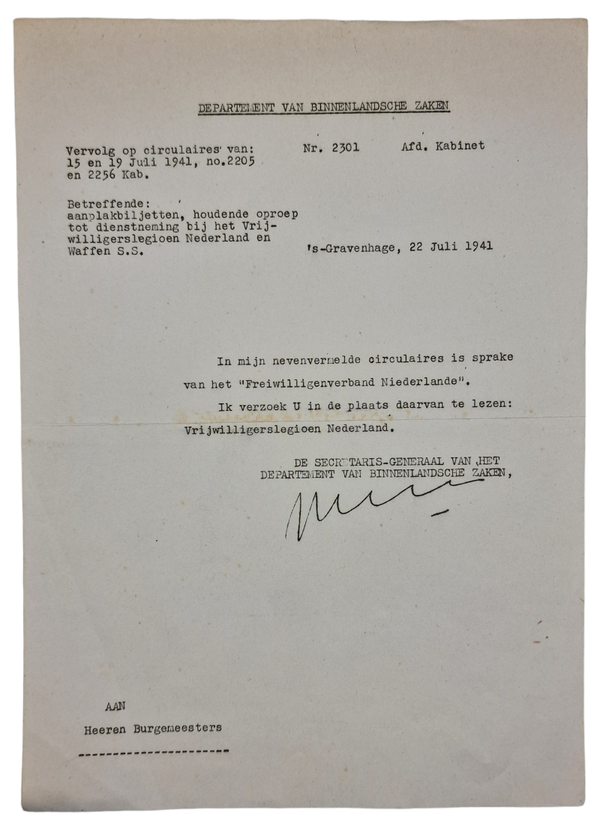 DEPARTEMENT VAN BINNENLANDSCHE ZAKEN
Vervolg op circulaires van: Nr. 2301 Afd. Kabinet
15 en 19 Juli 1941, no.2205
en 2256 Kab.
Betreffende:
aanplakbiljetten, houdende oproep
tot dienstneming bij het Vrij-
willigerslegioen Nederland en
Waffen S.S. 's-Gravenhage, 22 Juli 1941
In mijn nevenvermelde circulaires is sprake
van het "Freiwilligenverband Niederlande".
Ik verzoek U in de plaats daarvan te lezen:
Vrijwilligerslegioen Nederland.
DE SECRETARIS-GENERAAL VAN HET
DEPARTEMENT VAN BINNENLANDSCHE ZAKEN,
AAN
Heeren Burgemeesters